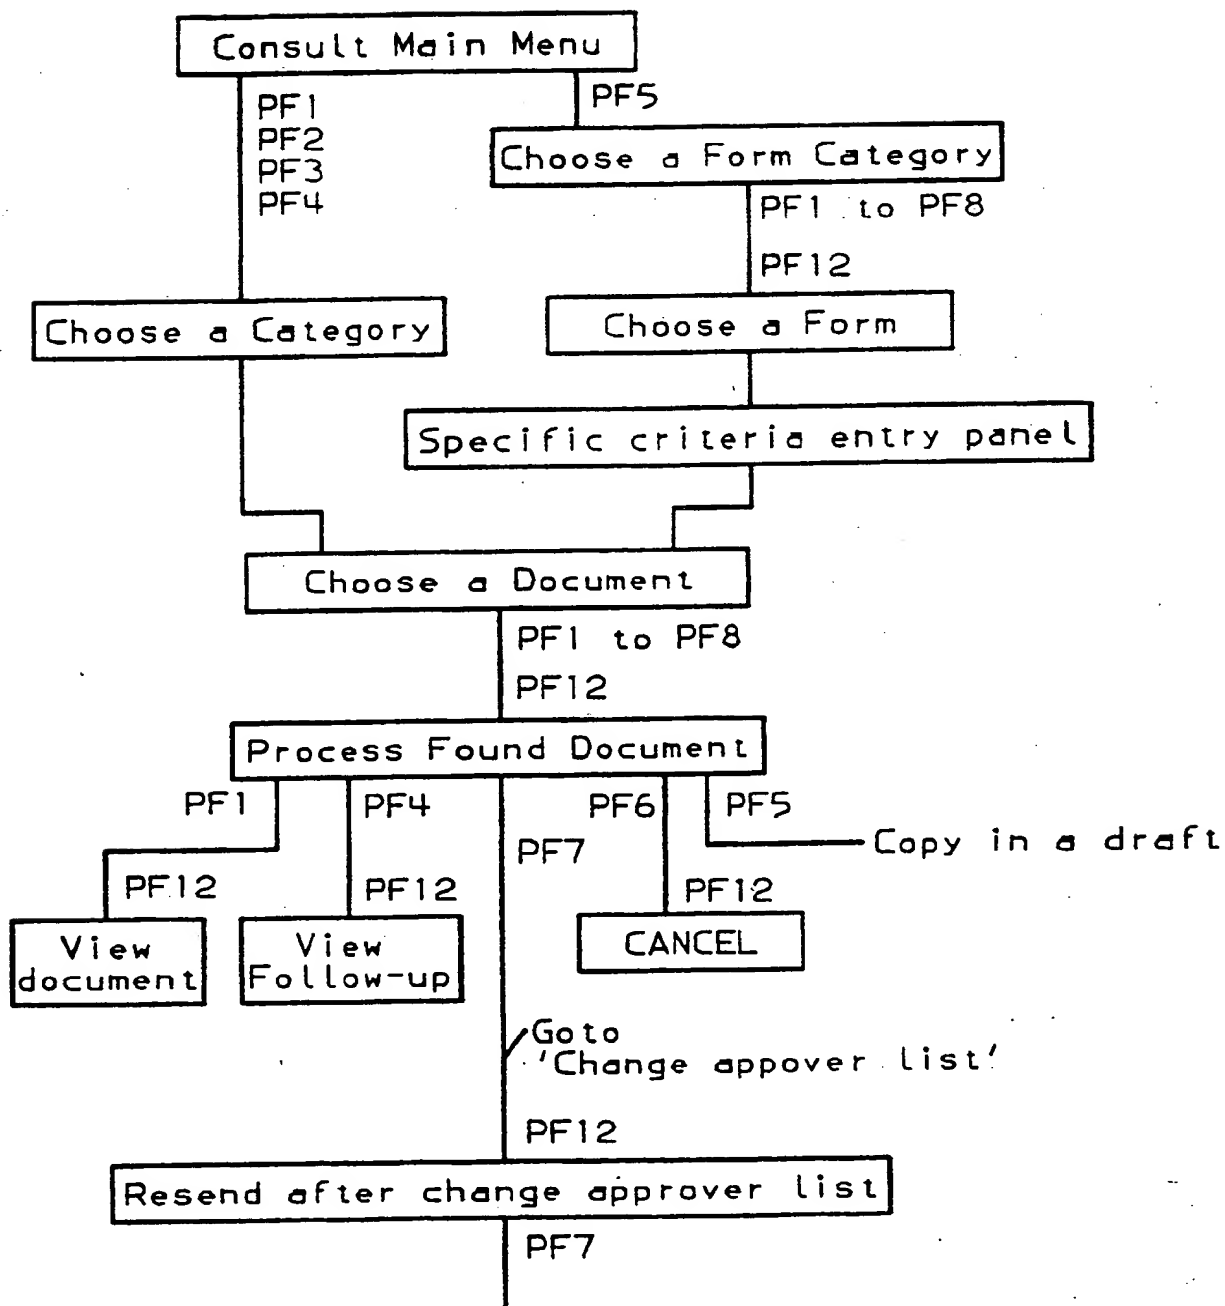 Consult Main Menu
PF1
PF2
PF3
PF4
PF5
Choose a Form Category
PF1 to PF8
PF12
Choose a Category
Choose a Form
Specific criteria entry panel
Choose a Document
PF1 to PF8
PF12
Process Found Document
PF1
PF4
PF7
PF6
PF5
Copy in a draft
PF12
PF12
PF12
View
document
View
Follow-up
CANCEL
Goto
'Change appover list'
PF12
Resend after change approver list
PF7